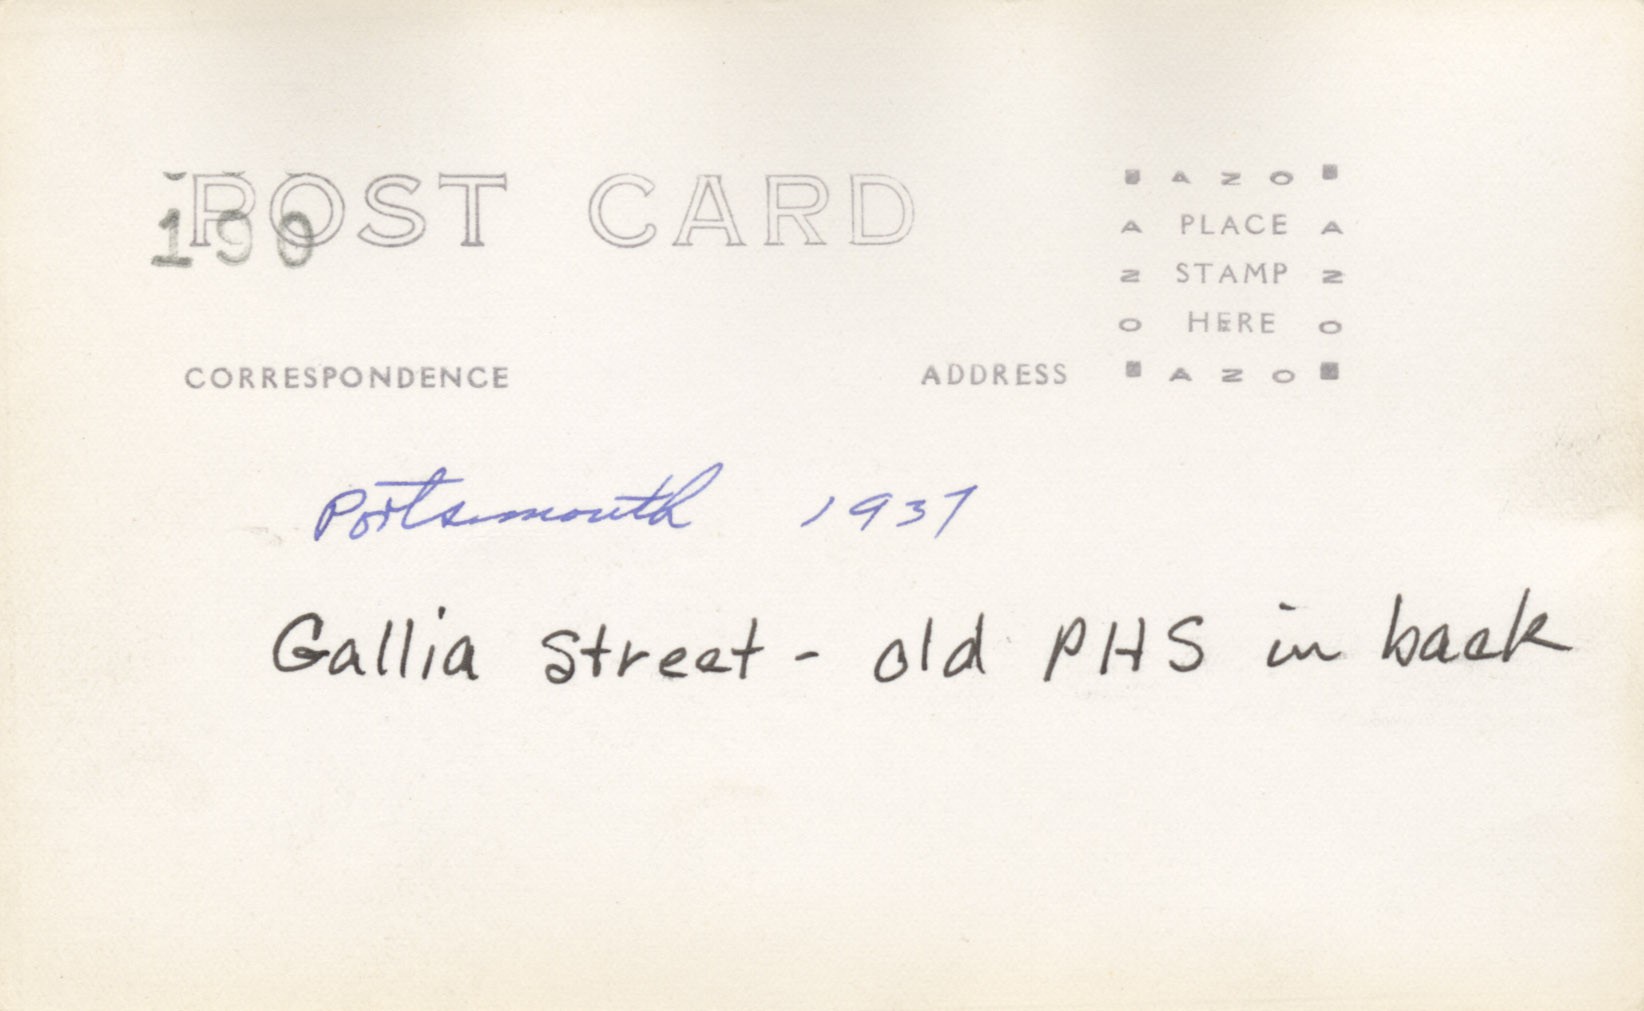 POST CARD
190
CORRESPONDENCE
ADDRESS
AZO
A PLACE A
Z STAMP Z
O HERE O
AZO
Portsmouth 1937
Gallia Street - old PHS in back